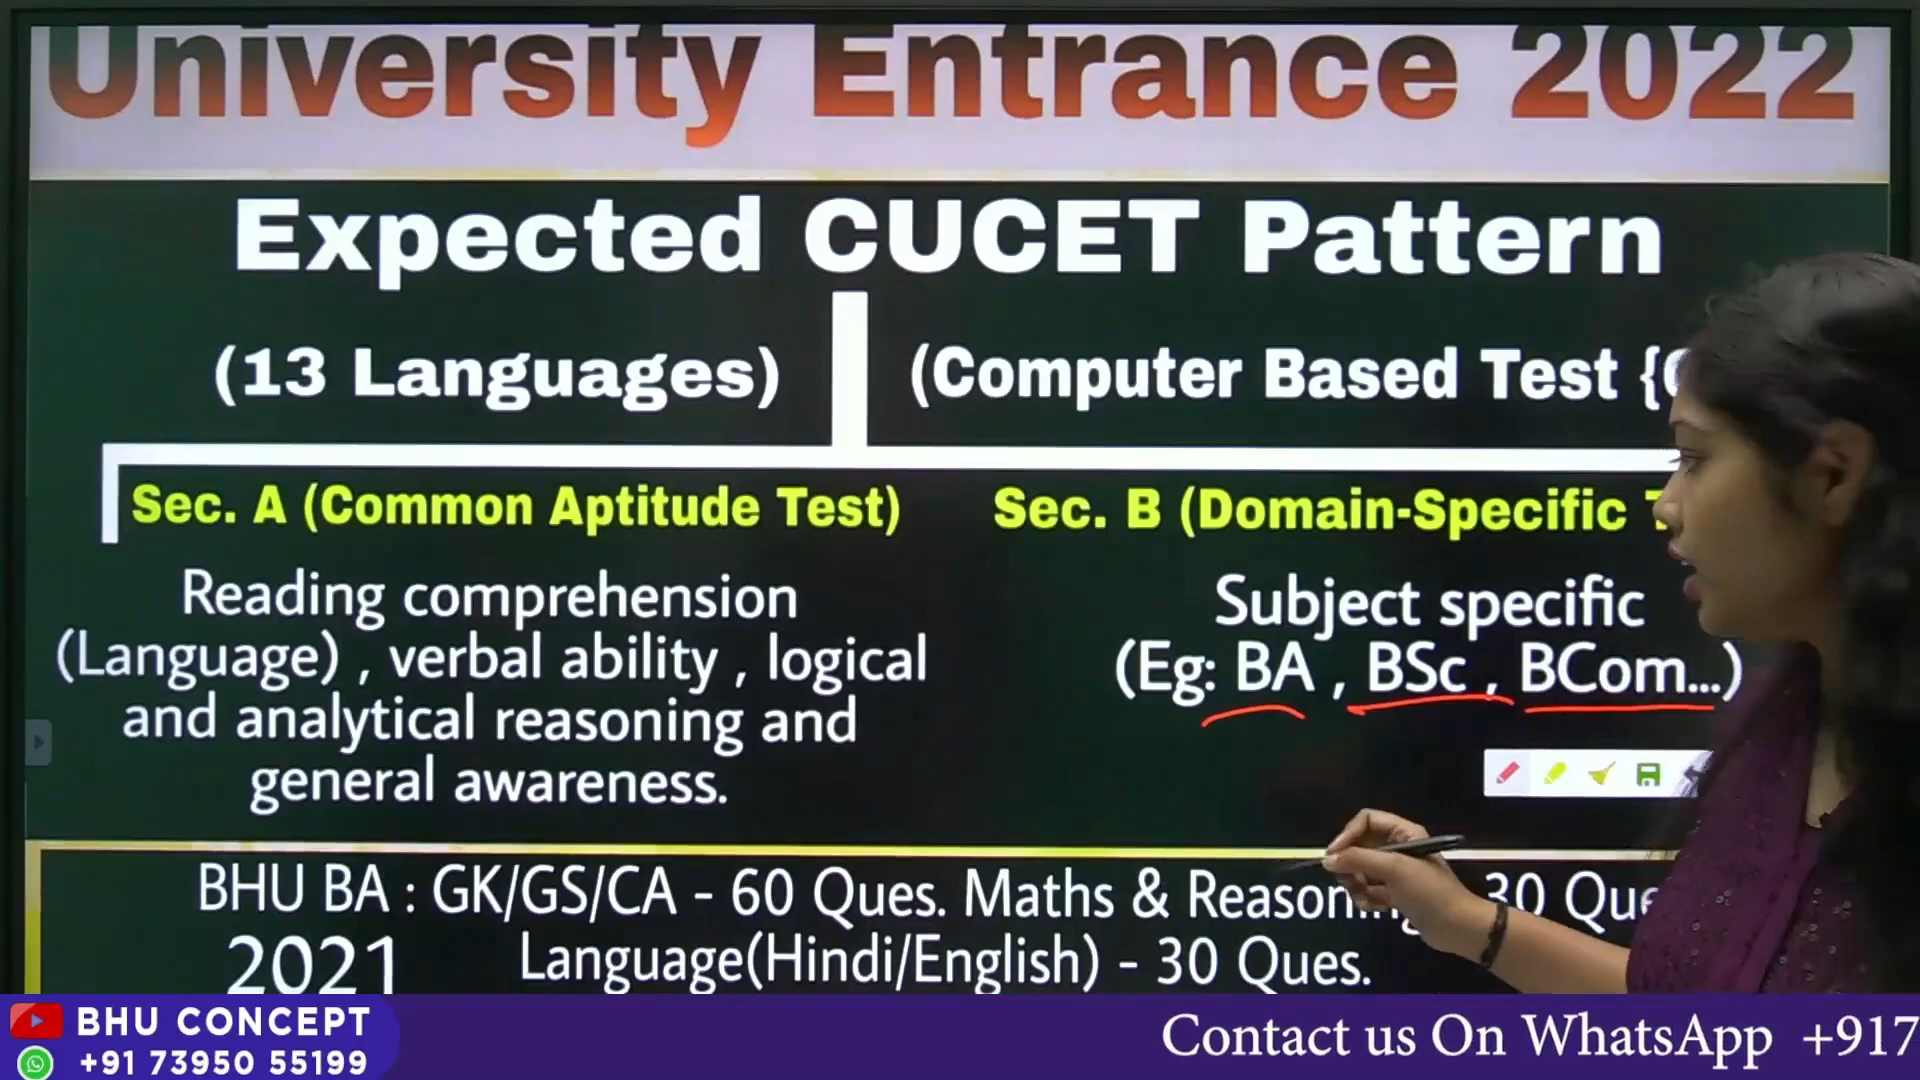 University Entrance 2022
Expected CUCET Pattern
(13 Languages)
(Computer Based Test {
Sec. A (Common Aptitude Test)
Sec. B (Domain-Specific
Reading comprehension
(Language) , verbal ability , logical
and analytical reasoning and
general awareness.
Subject specific
(Eg: BA , BSc , BCom...)
BHU BA : GK/GS/CA - 60 Ques. Maths & Reasoning 30 Que
2021
Language(Hindi/English) - 30 Ques.
BHU CONCEPT
+91 73950 55199
Contact us On WhatsApp +917